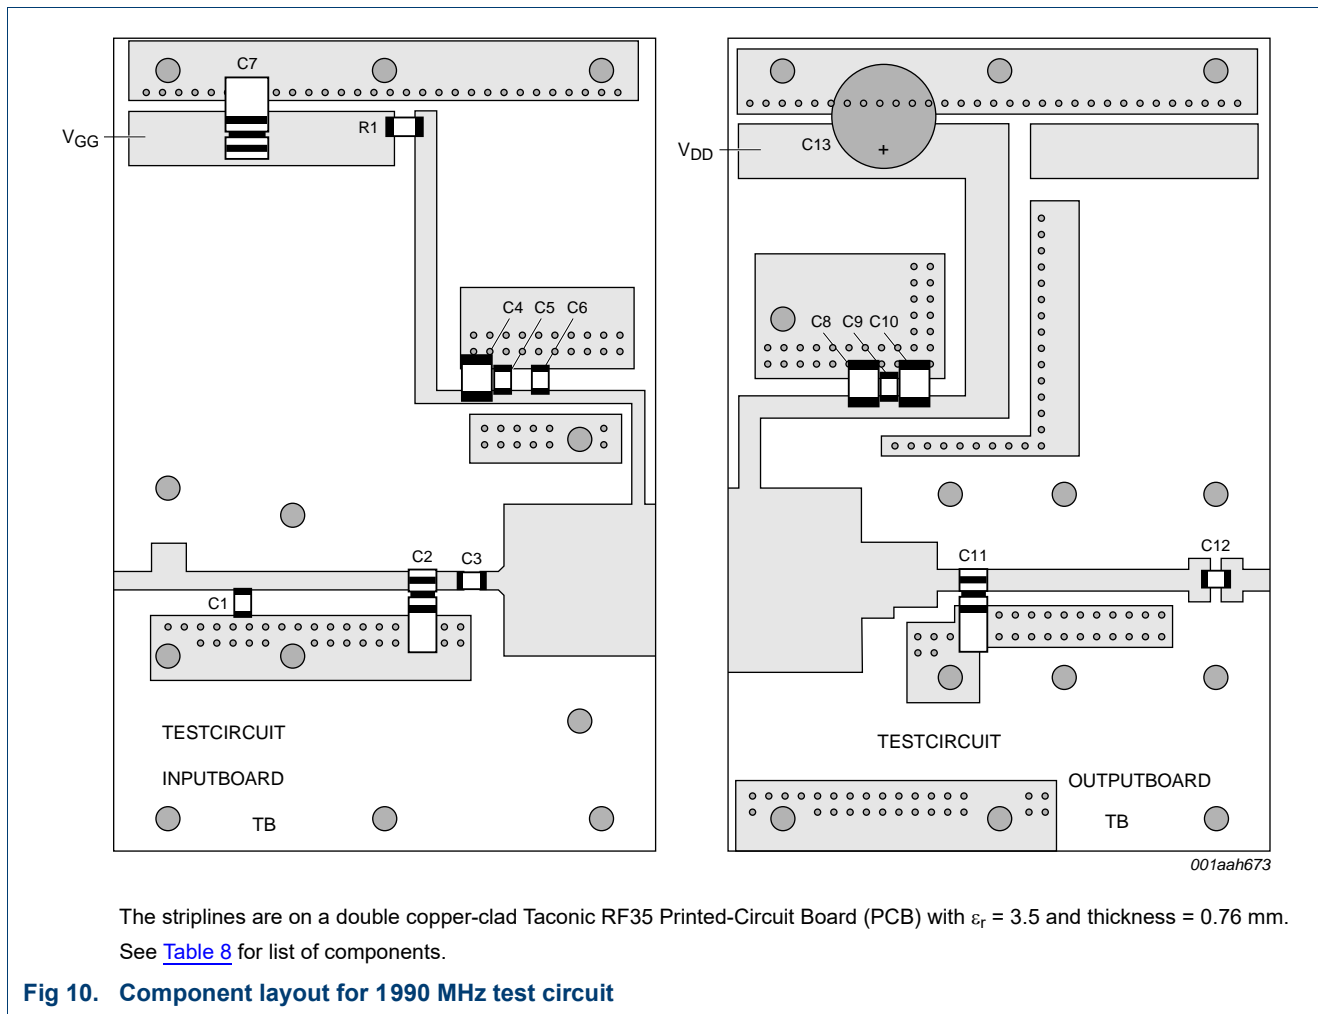 C7
R1
V_GG
C4 C5 C6
C2 C3
C1
TESTCIRCUIT
INPUTBOARD
TB
C13
V_DD
+
C8 C9 C10
C11 C12
TESTCIRCUIT
OUTPUTBOARD
TB
001aah673
The striplines are on a double copper-clad Taconic RF35 Printed-Circuit Board (PCB) with ε_r = 3.5 and thickness = 0.76 mm.
See Table 8 for list of components.
Fig 10. Component layout for 1990 MHz test circuit